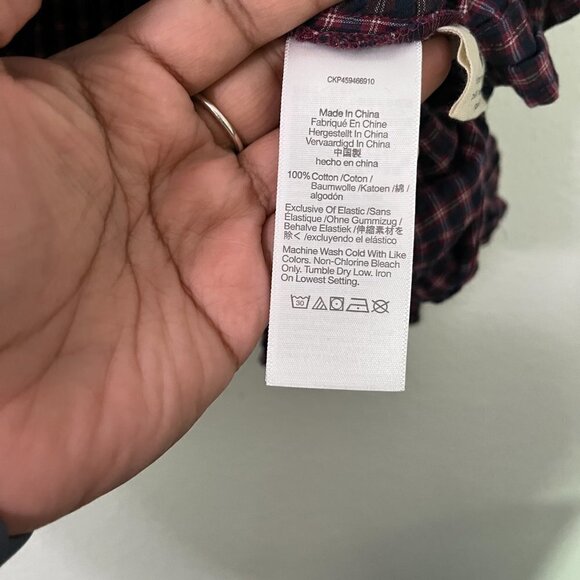 CKP459466910
Made In China
Fabriqué En Chine
Hergestellt In China
Vervaardigd In China
中国製
hecho en china
100% Cotton /Coton /
Baumwolle /Katoen /綿 /
algodón
Exclusive Of Elastic /Sans
Élastique /Ohne Gummizug /
Behalve Elastiek /伸縮素材を
除く /excluyendo el elástico
Machine Wash Cold With Like
Colors. Non-Chlorine Bleach
Only. Tumble Dry Low. Iron
On Lowest Setting.
30